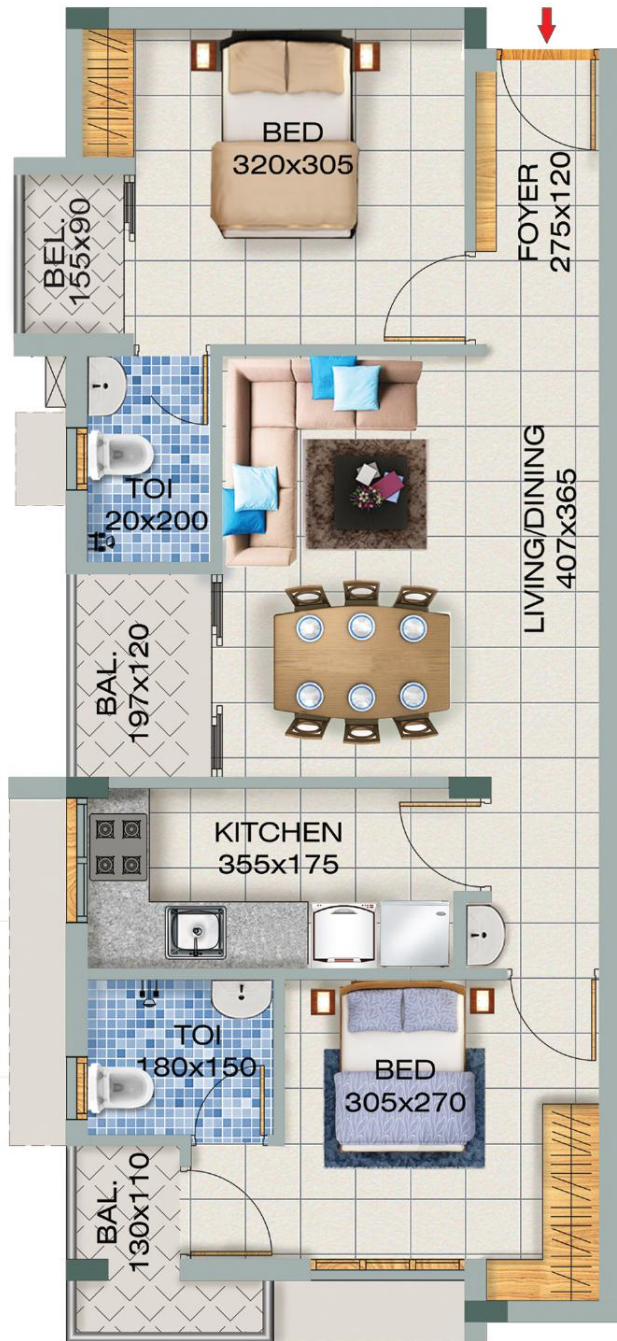 BED
320x305
FOYER
275x120
BEL.
155x90
TOI
20x200
LIVING/DINING
407x365
BAL.
197x120
KITCHEN
355x175
TOI
180x150
BED
305x270
BAL.
130x110